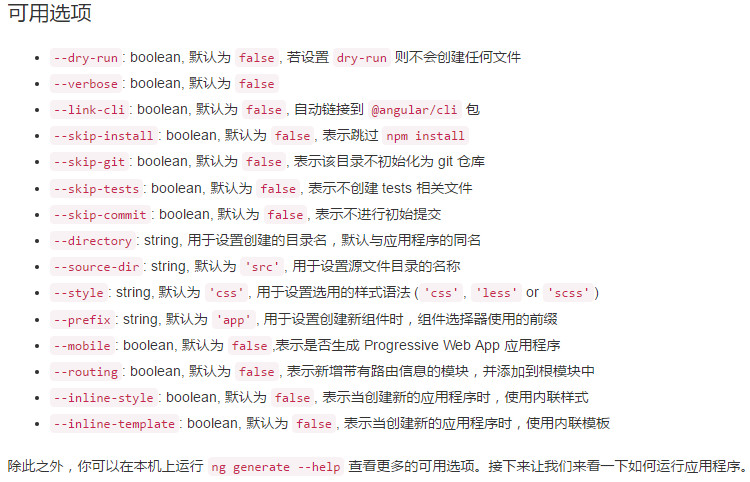 可用选项
--dry-run : boolean, 默认为 false , 若设置 dry-run 则不会创建任何文件
--verbose : boolean, 默认为 false
--link-cli : boolean, 默认为 false , 自动链接到 @angular/cli 包
--skip-install : boolean, 默认为 false , 表示跳过 npm install
--skip-git : boolean, 默认为 false , 表示该目录不初始化为 git 仓库
--skip-tests : boolean, 默认为 false , 表示不创建 tests 相关文件
--skip-commit : boolean, 默认为 false , 表示不进行初始提交
--directory : string, 用于设置创建的目录名，默认与应用程序的同名
--source-dir : string, 默认为 'src' , 用于设置源文件目录的名称
--style : string, 默认为 'css' , 用于设置选用的样式语法 ( 'css' , 'less' or 'scss' )
--prefix : string, 默认为 'app' , 用于设置创建新组件时，组件选择器使用的前缀
--mobile : boolean, 默认为 false ,表示是否生成 Progressive Web App 应用程序
--routing : boolean, 默认为 false , 表示新增带有路由信息的模块，并添加到根模块中
--inline-style : boolean, 默认为 false , 表示当创建新的应用程序时，使用内联样式
--inline-template : boolean, 默认为 false , 表示当创建新的应用程序时，使用内联模板
除此之外，你可以在本机上运行 ng generate --help 查看更多的可用选项。接下来让我们来看一下如何运行应用程序。